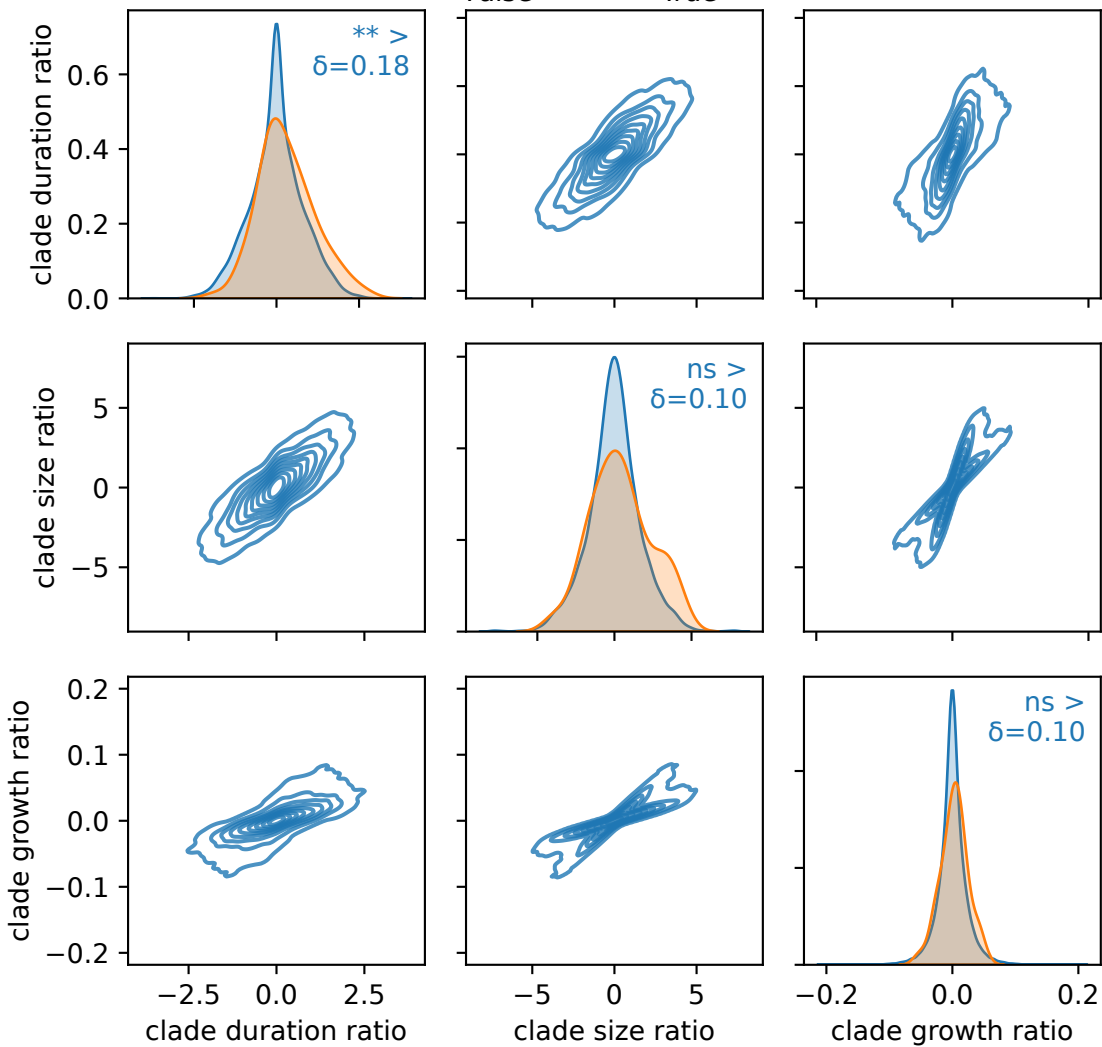 clade duration ratio
0.6
0.4
0.2
0.0
** >
δ=0.18
clade size ratio
5
0
−5
ns >
δ=0.10
clade growth ratio
0.2
0.1
0.0
−0.1
−0.2
ns >
δ=0.10
−2.5
0.0
2.5
−5
0
5
−0.2
0.0
0.2
clade duration ratio
clade size ratio
clade growth ratio